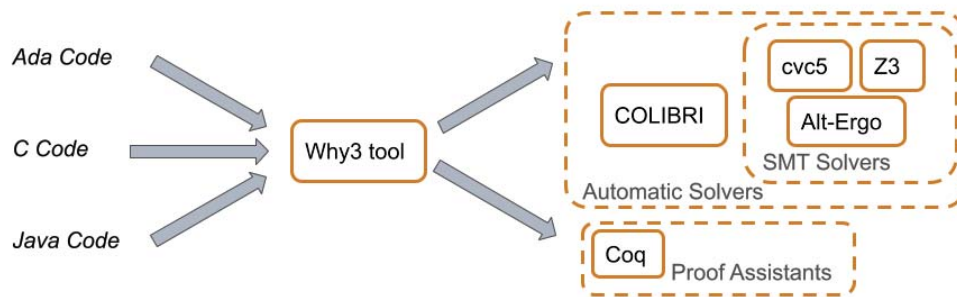 Ada Code
C Code
Java Code
Why3 tool
COLIBRI
cvc5
Z3
Alt-Ergo
SMT Solvers
Automatic Solvers
Coq
Proof Assistants